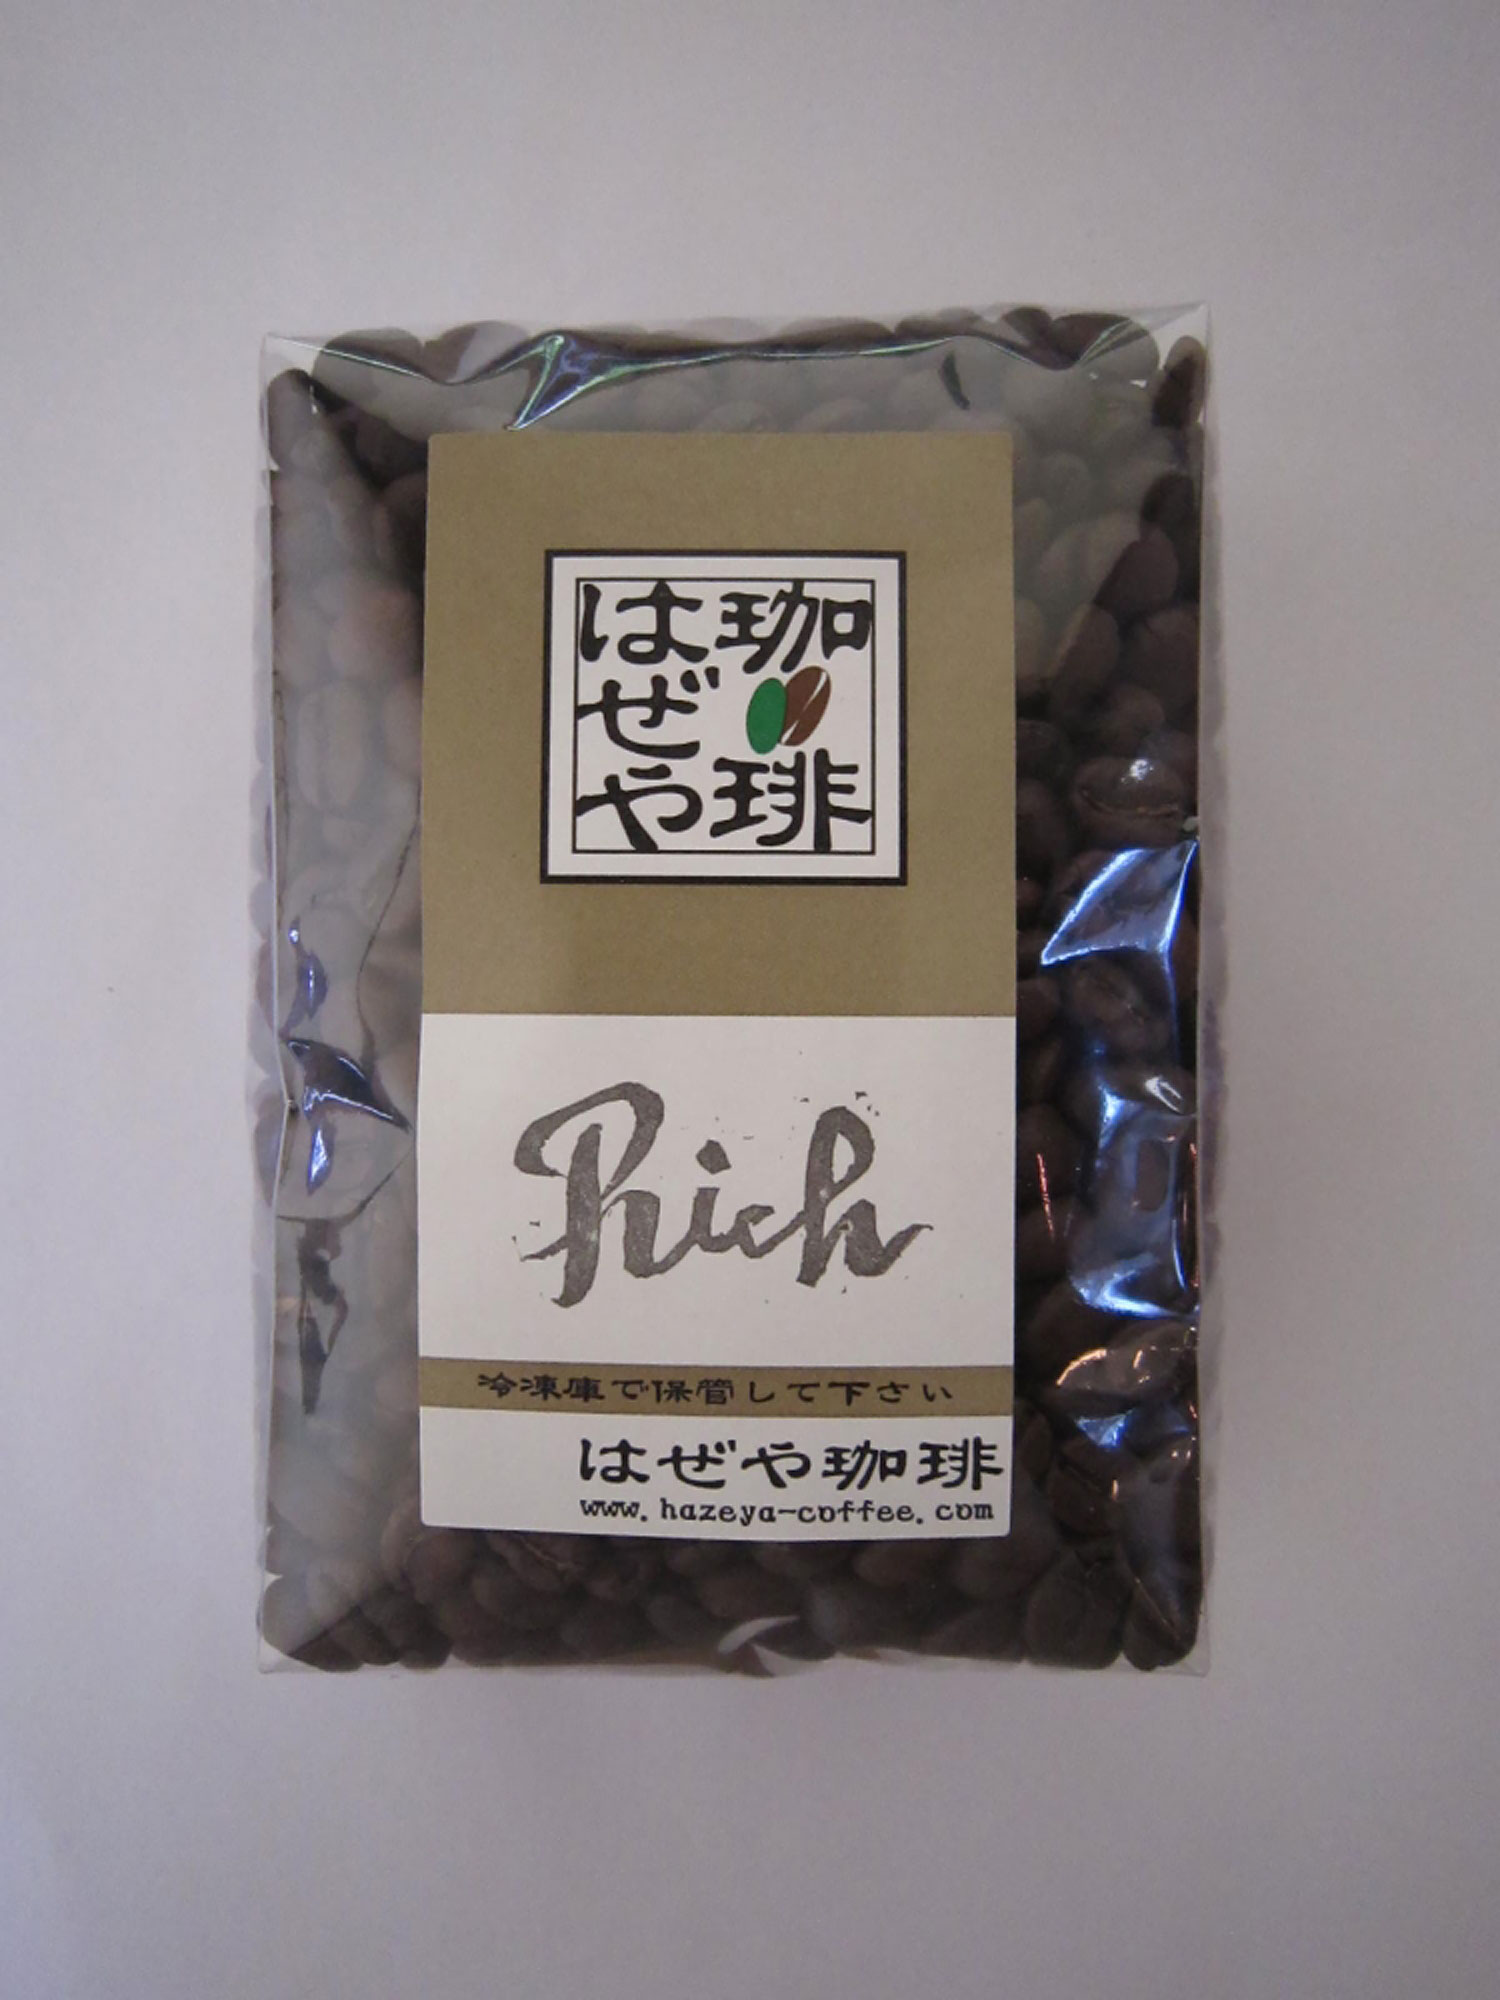 珈琲
はぜや
Rich
冷凍庫で保管して下さい
はぜや珈琲
www.hazeya-coffee.com